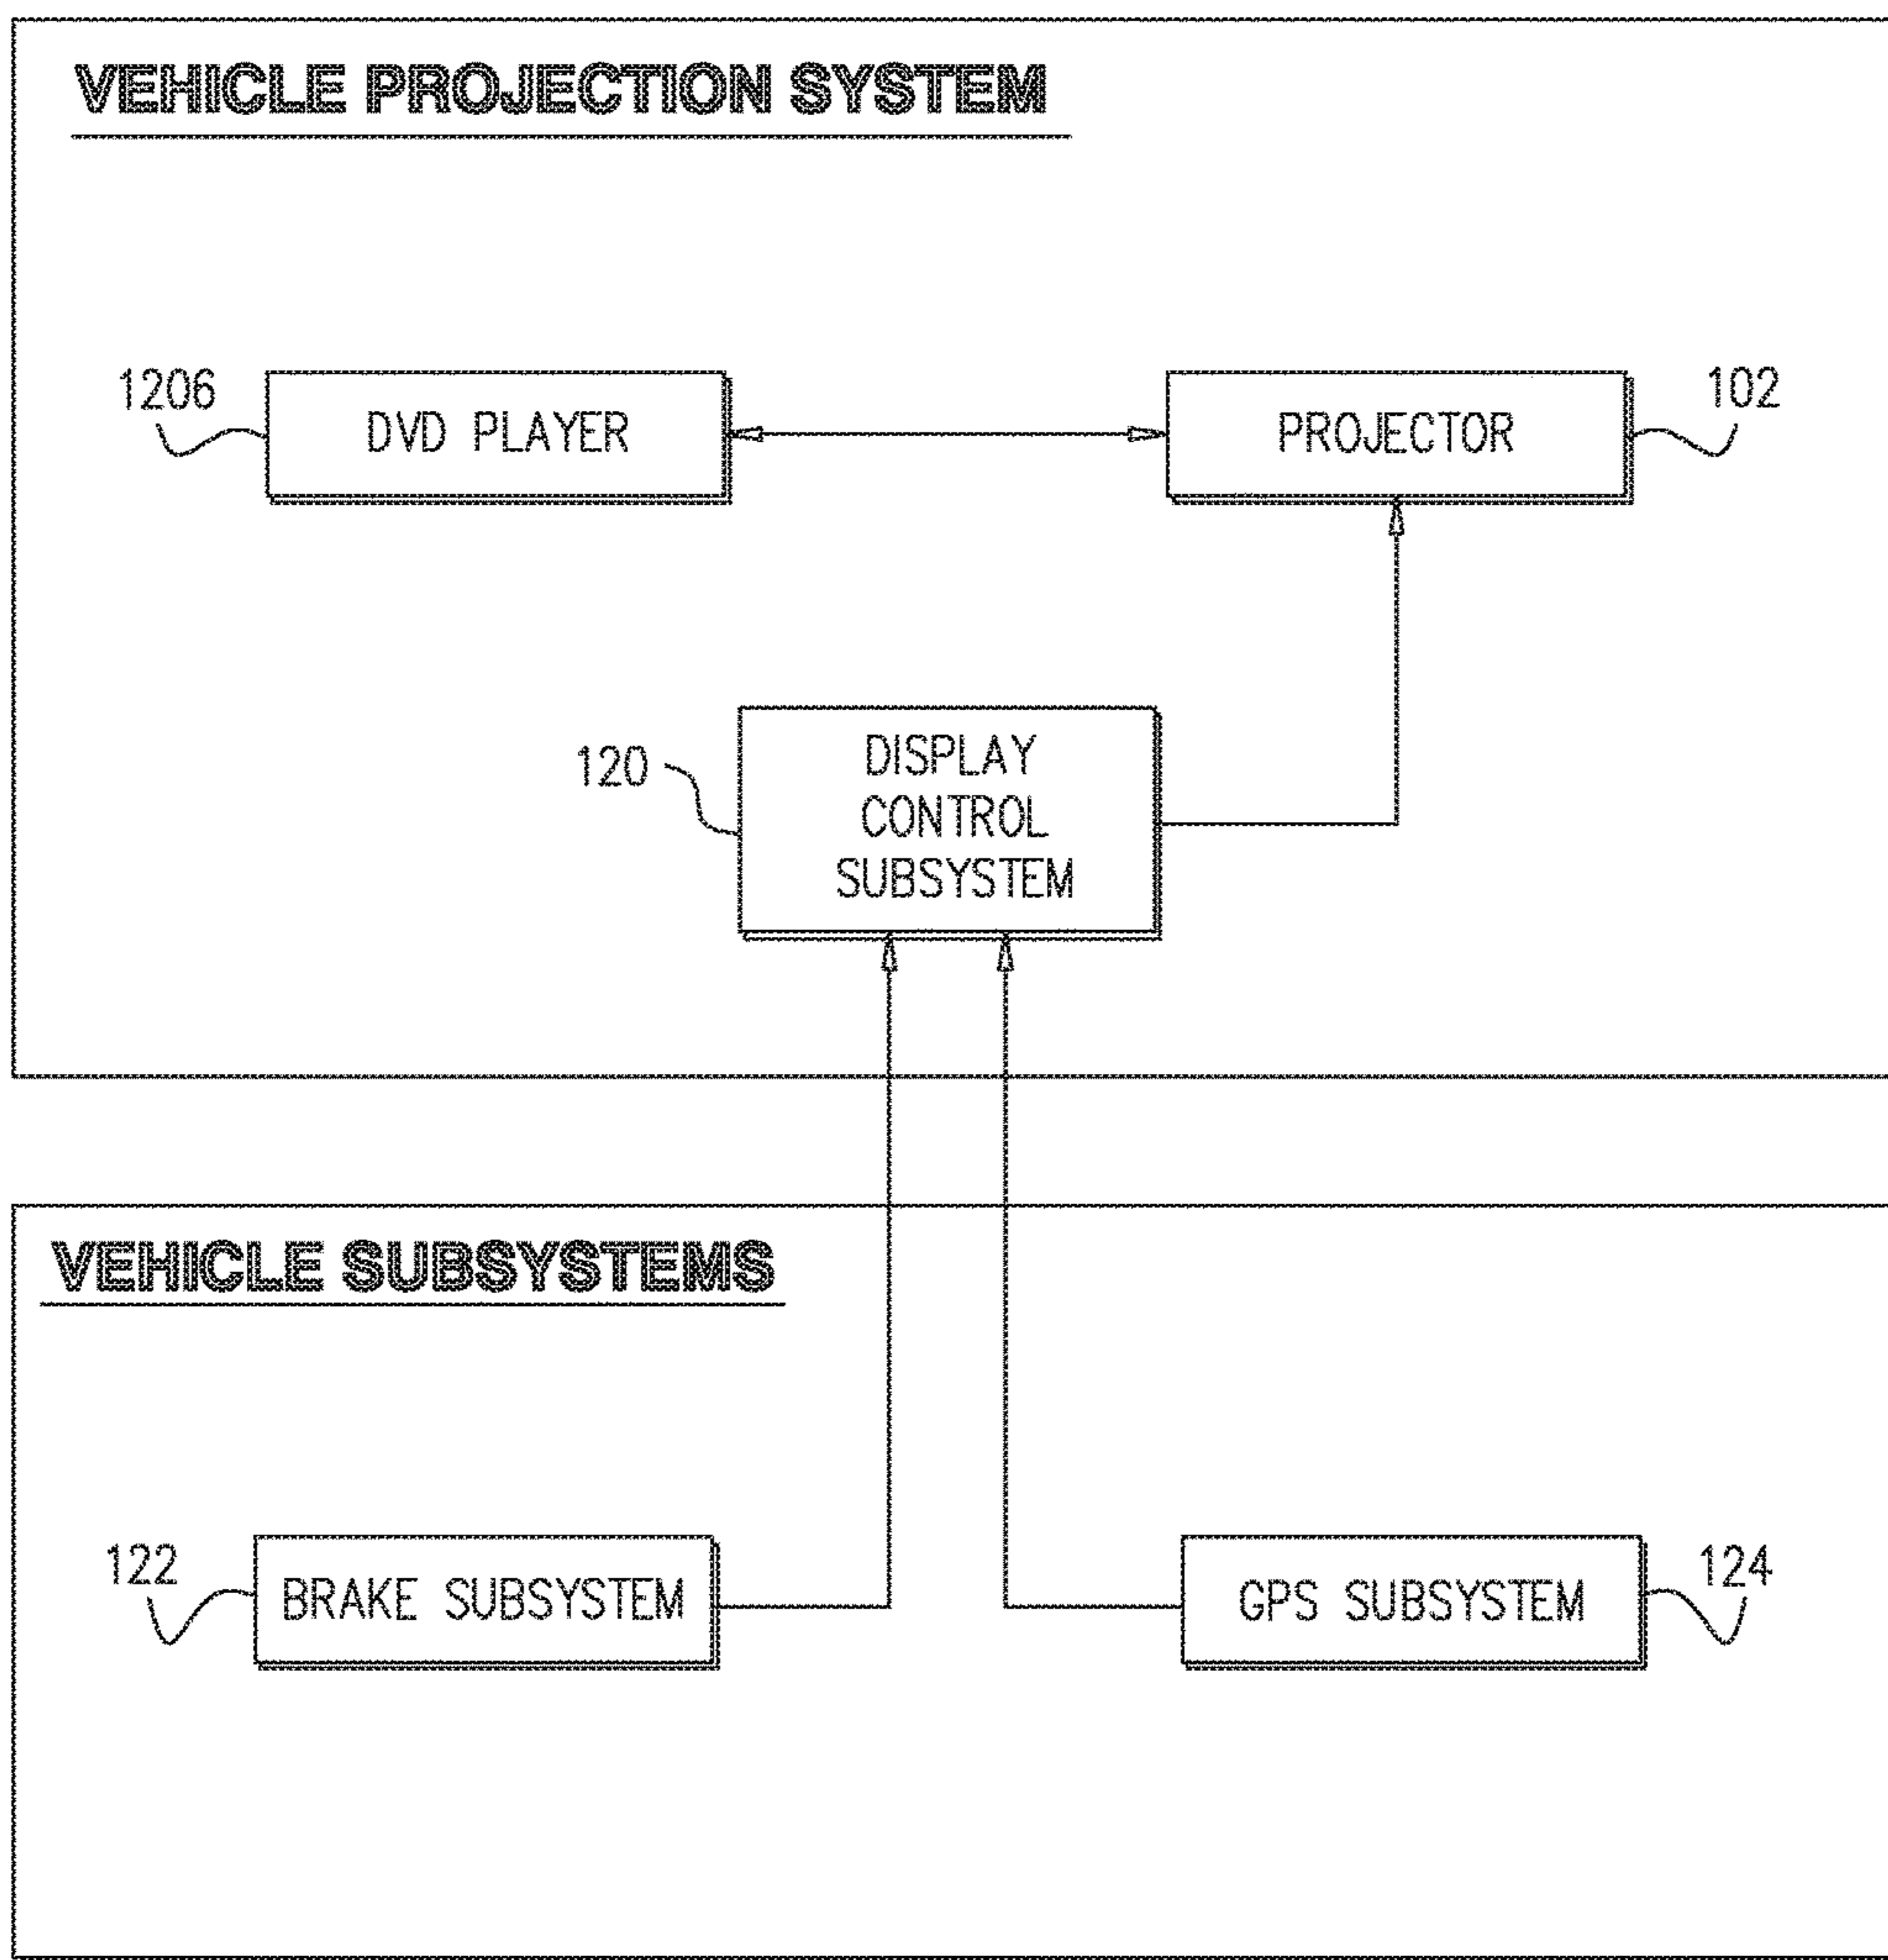 VEHICLE PROJECTION SYSTEM
1206
DVD PLAYER
PROJECTOR
102
120
DISPLAY
CONTROL
SUBSYSTEM
VEHICLE SUBSYSTEMS
122
BRAKE SUBSYSTEM
GPS SUBSYSTEM
124